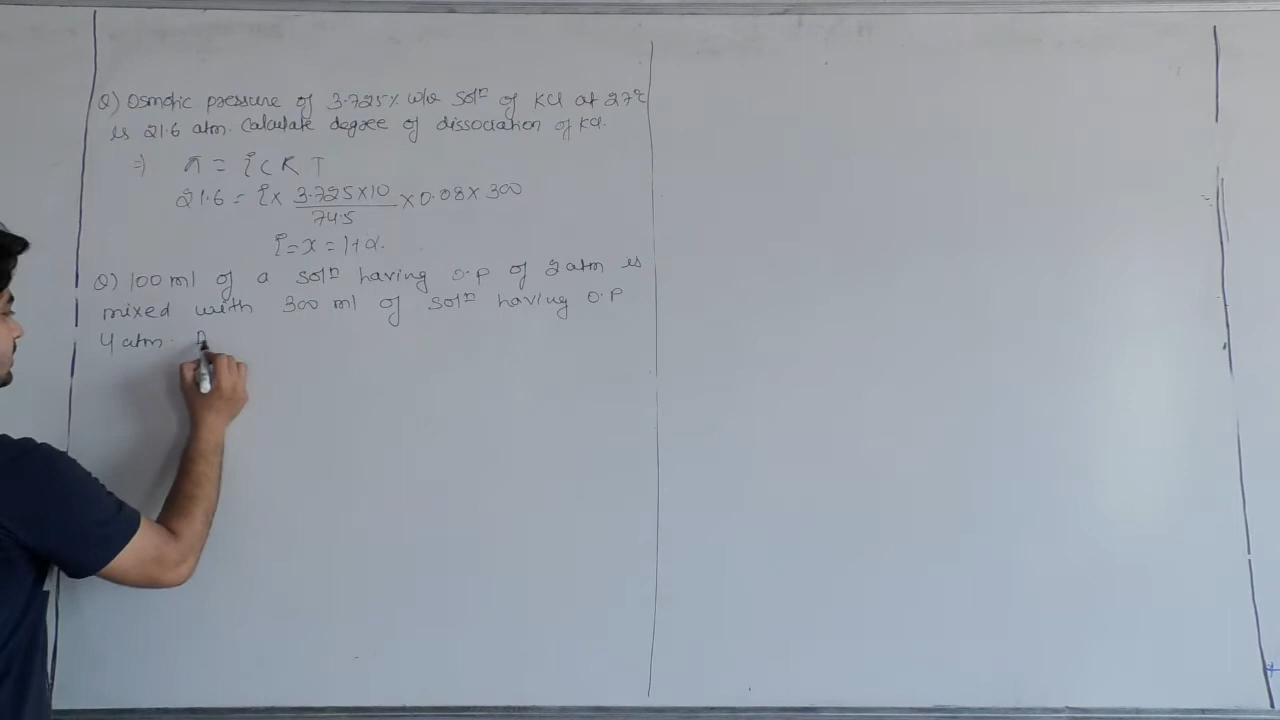 Q) Osmotic pressure of 3.725% w/v solⁿ of KCl at 27°C
is 21.6 atm. Calculate degree of dissociation of KCl.
⇒) π = i C R T
21.6 = i × 3.725×10 / 74.5 × 0.08 × 300
i = x = 1+α.
Q) 100 ml of a solⁿ having O.P of 2 atm is
mixed with 300 ml of solⁿ having O.P
4 atm.